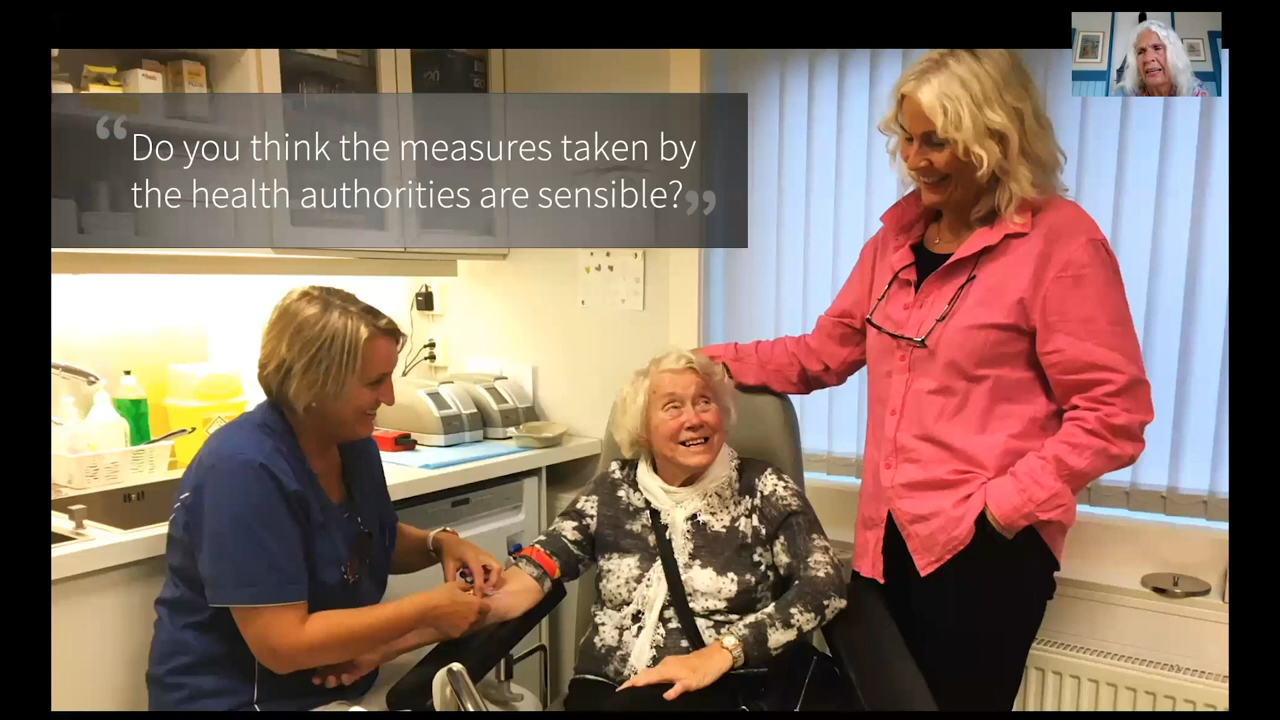 “Do you think the measures taken by
the health authorities are sensible?”